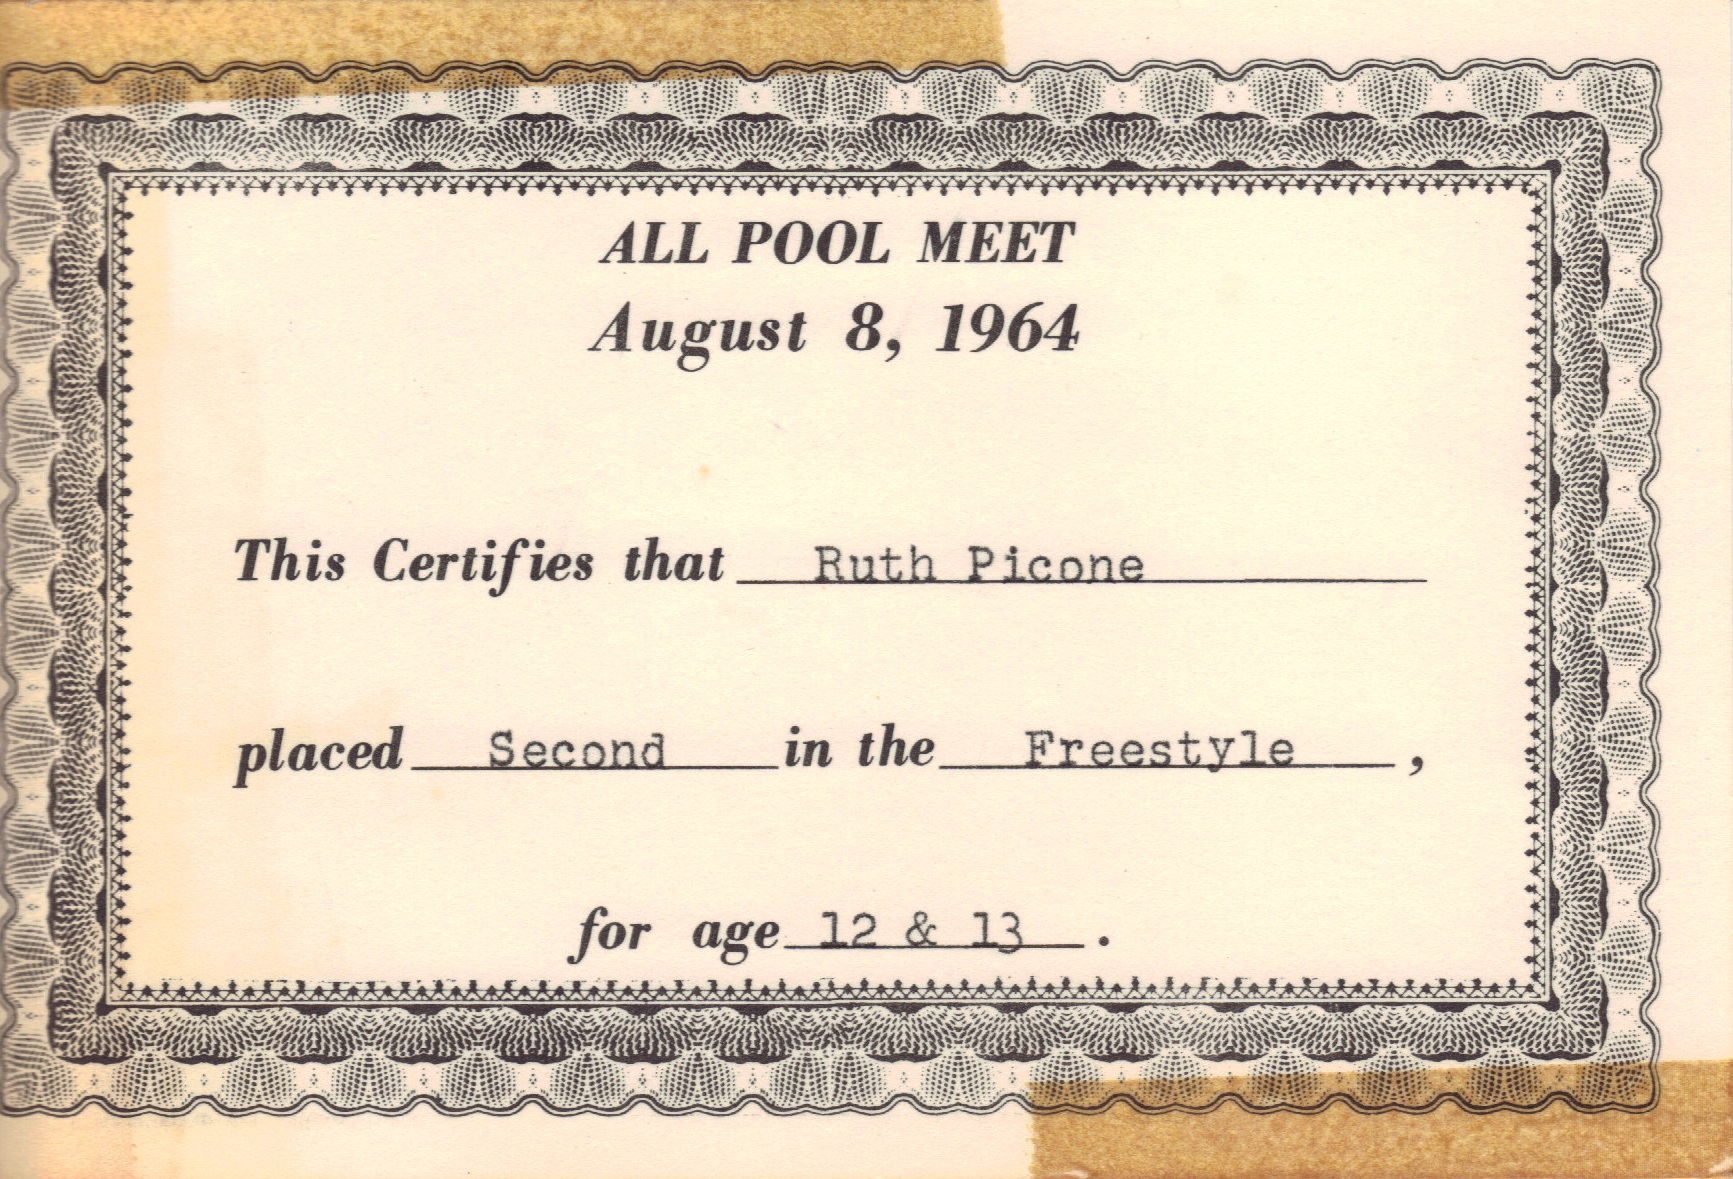 ALL POOL MEET
August 8, 1964
This Certifies that Ruth Picone
placed Second in the Freestyle ,
for age 12 & 13 .